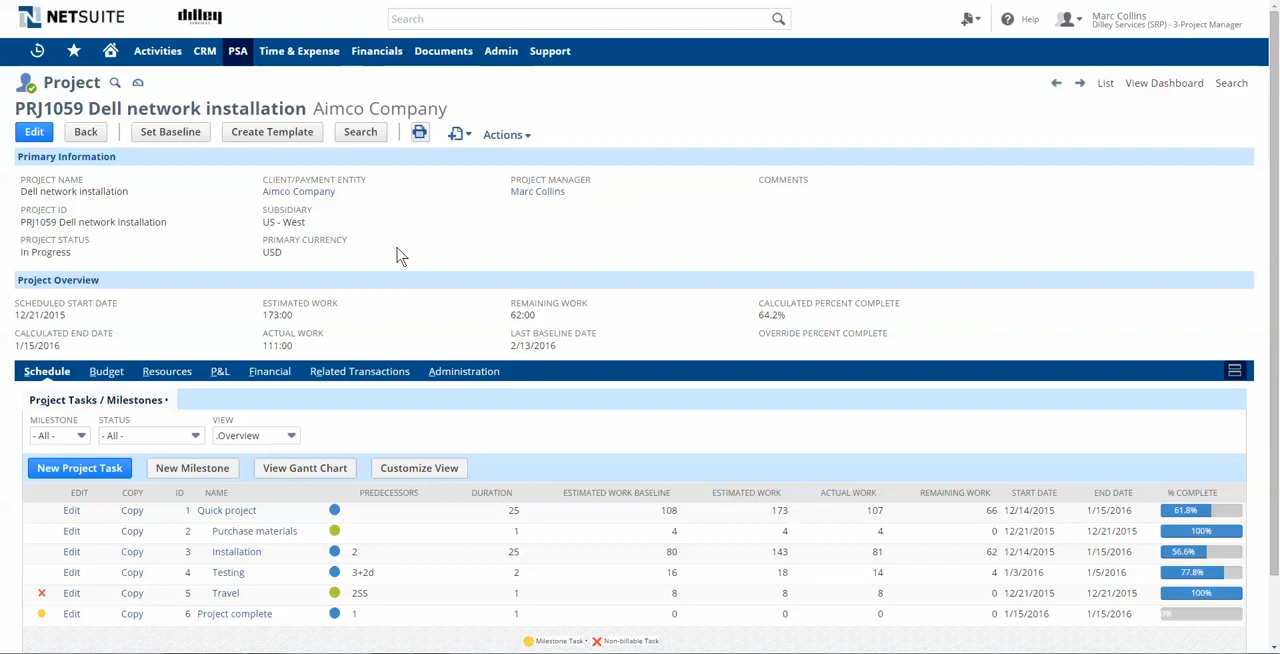 NETSUITE dilley SERVICES Search Help Marc Collins
Dilley Services (SRP) - 3-Project Manager
Activities CRM PSA Time & Expense Financials Documents Admin Support
Project List View Dashboard Search
PRJ1059 Dell network installation Aimco Company
Edit Back Set Baseline Create Template Search Actions
Primary Information
PROJECT NAME CLIENT/PAYMENT ENTITY PROJECT MANAGER COMMENTS
Dell network installation Aimco Company Marc Collins
PROJECT ID SUBSIDIARY
PRJ1059 Dell network installation US - West
PROJECT STATUS PRIMARY CURRENCY
In Progress USD
Project Overview
SCHEDULED START DATE ESTIMATED WORK REMAINING WORK CALCULATED PERCENT COMPLETE
12/21/2015 173:00 62:00 64.2%
CALCULATED END DATE ACTUAL WORK LAST BASELINE DATE OVERRIDE PERCENT COMPLETE
1/15/2016 111:00 2/13/2016
Schedule Budget Resources P&L Financial Related Transactions Administration
Project Tasks / Milestones •
MILESTONE STATUS VIEW
- All - - All - .Overview
New Project Task New Milestone View Gantt Chart Customize View
EDIT COPY ID NAME PREDECESSORS DURATION ESTIMATED WORK BASELINE ESTIMATED WORK ACTUAL WORK REMAINING WORK START DATE END DATE % COMPLETE
Edit Copy 1 Quick project 25 108 173 107 66 12/14/2015 1/15/2016 61.8%
Edit Copy 2 Purchase materials 1 4 4 4 0 12/21/2015 12/21/2015 100%
Edit Copy 3 Installation 2 25 80 143 81 62 12/14/2015 1/15/2016 56.6%
Edit Copy 4 Testing 3+2d 2 16 18 14 4 1/3/2016 1/5/2016 77.8%
Edit Copy 5 Travel 2SS 1 8 8 8 0 12/21/2015 12/21/2015 100%
Edit Copy 6 Project complete 1 1 0 0 0 0 1/15/2016 1/15/2016 0%
Milestone Task • Non-billable Task